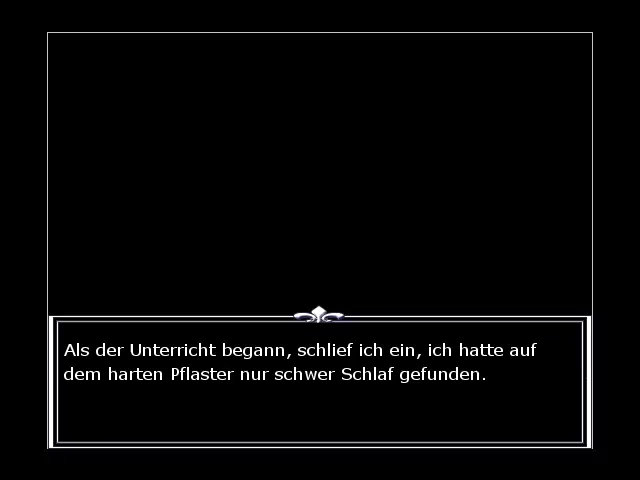 Als der Unterricht begann, schlief ich ein, ich hatte auf
dem harten Pflaster nur schwer Schlaf gefunden.